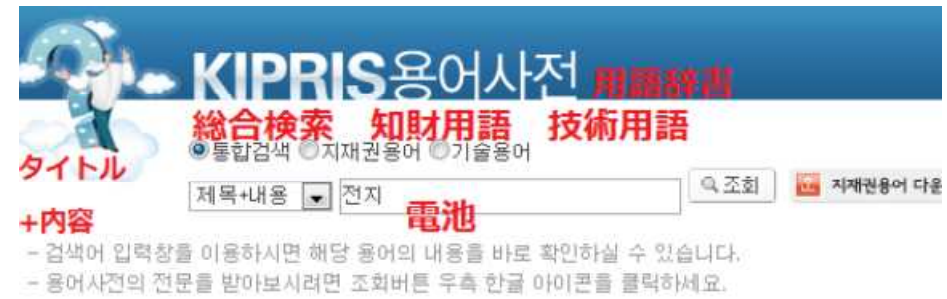 KIPRIS용어사전 用語辞書
総合検索 知財用語 技術用語
통합검색 지재권용어 기술용어
タイトル
제목+내용 전지 조회 지재권용어 다운
+内容 電池
- 검색어 입력창을 이용하시면 해당 용어의 내용을 바로 확인하실 수 있습니다.
- 용어사전의 전문을 받아보시려면 조회버튼 우측 한글 아이콘을 클릭하세요.